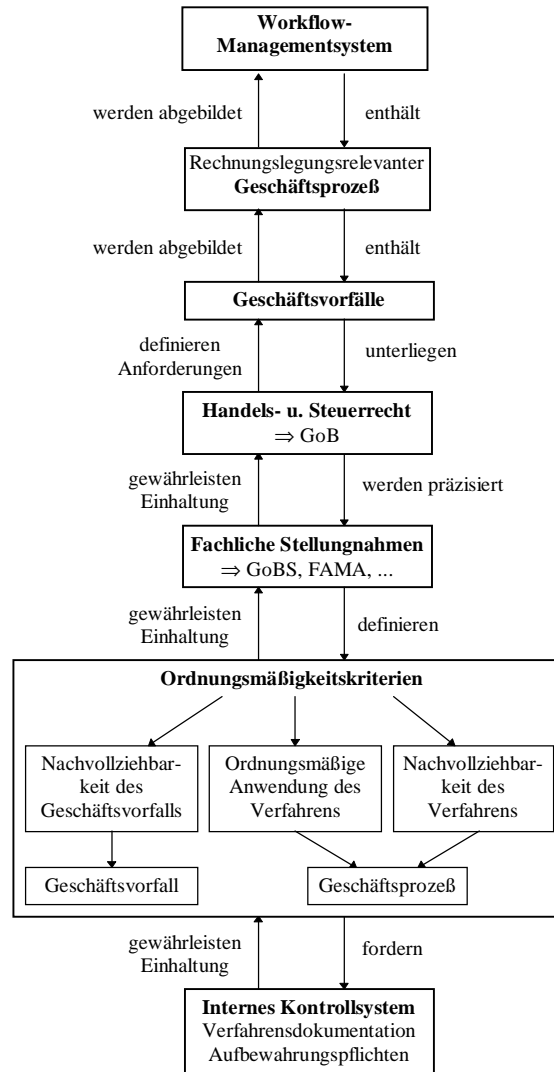 Workflow-
Managementsystem
werden abgebildet
enthält
Rechnungslegungsrelevanter
Geschäftsprozeß
werden abgebildet
enthält
Geschäftsvorfälle
definieren
Anforderungen
unterliegen
Handels- u. Steuerrecht
⇒ GoB
gewährleisten
Einhaltung
werden präzisiert
Fachliche Stellungnahmen
⇒ GoBS, FAMA, ...
gewährleisten
Einhaltung
definieren
Ordnungsmäßigkeitskriterien
Nachvollziehbar-
keit des
Geschäftsvorfalls
Ordnungsmäßige
Anwendung des
Verfahrens
Nachvollziehbar-
keit des
Verfahrens
Geschäftsvorfall
Geschäftsprozeß
gewährleisten
Einhaltung
fordern
Internes Kontrollsystem
Verfahrensdokumentation
Aufbewahrungspflichten